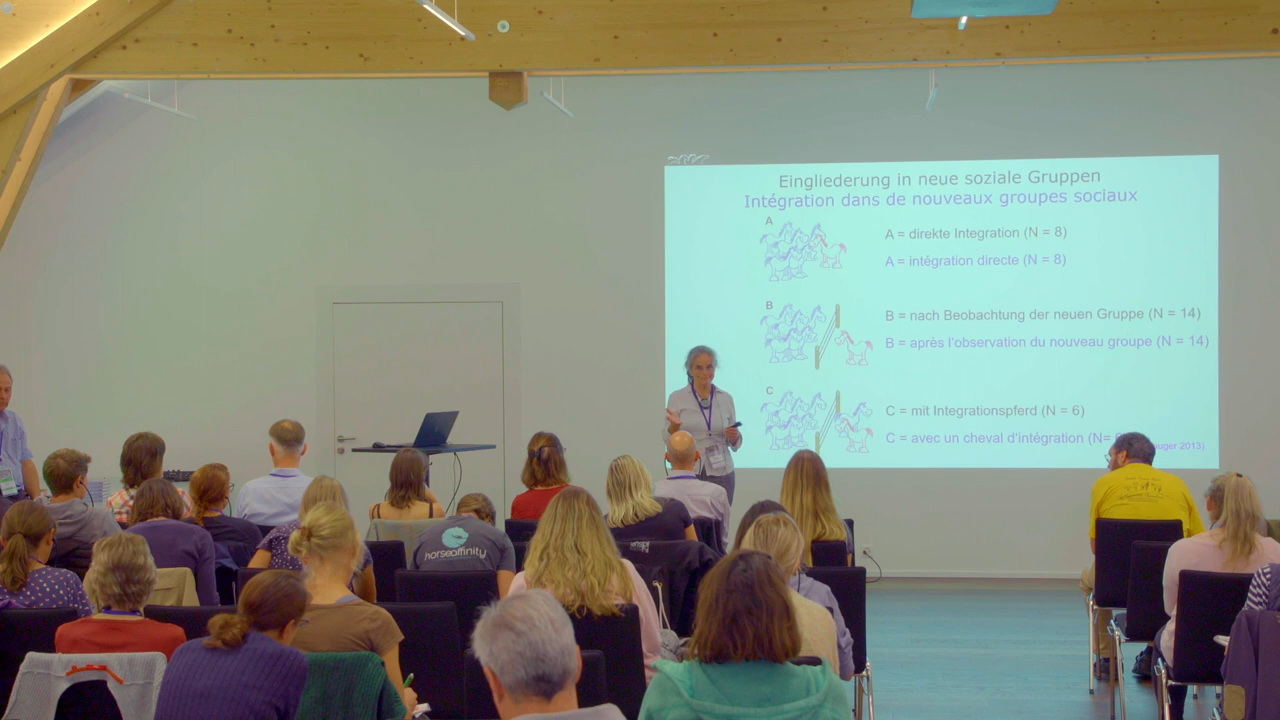 Eingliederung in neue soziale Gruppen
Intégration dans de nouveaux groupes sociaux
A
A = direkte Integration (N = 8)
A = intégration directe (N = 8)
B
B = nach Beobachtung der neuen Gruppe (N = 14)
B = après l'observation du nouveau groupe (N = 14)
C
C = mit Integrationspferd (N = 6)
C = avec un cheval d'intégration (N=
2013)
horseaffinity